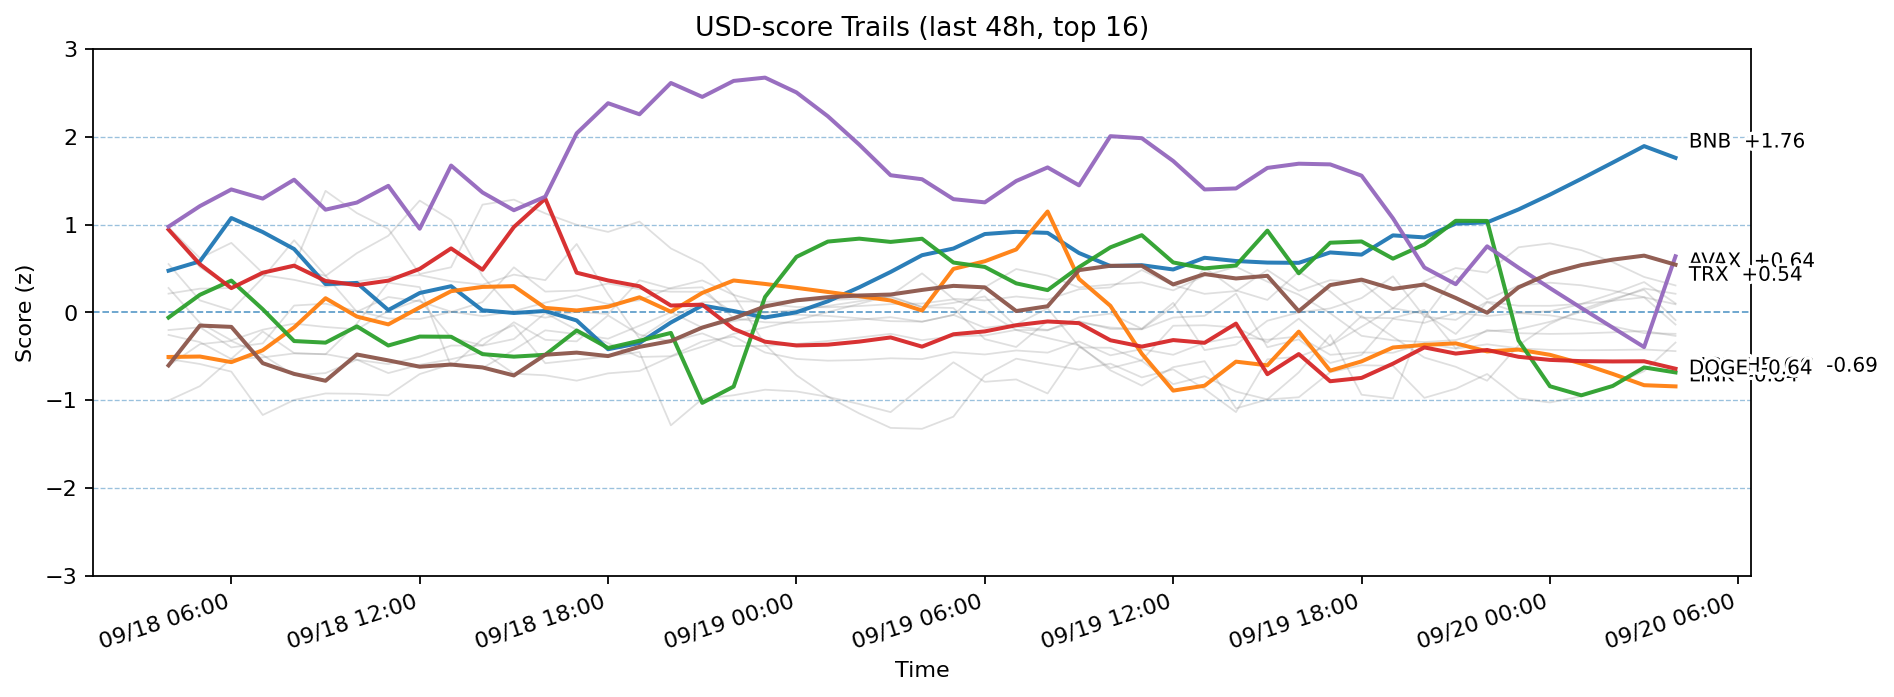 USD-score Trails (last 48h, top 16)
Score (z)
3
2
1
0
−1
−2
−3
BNB +1.76
AVAX +0.64
TRX +0.54
DOGE -0.64
-0.69
LINK -0.84
09/18 06:00
09/18 12:00
09/18 18:00
09/19 00:00
09/19 06:00
09/19 12:00
09/19 18:00
09/20 00:00
09/20 06:00
Time